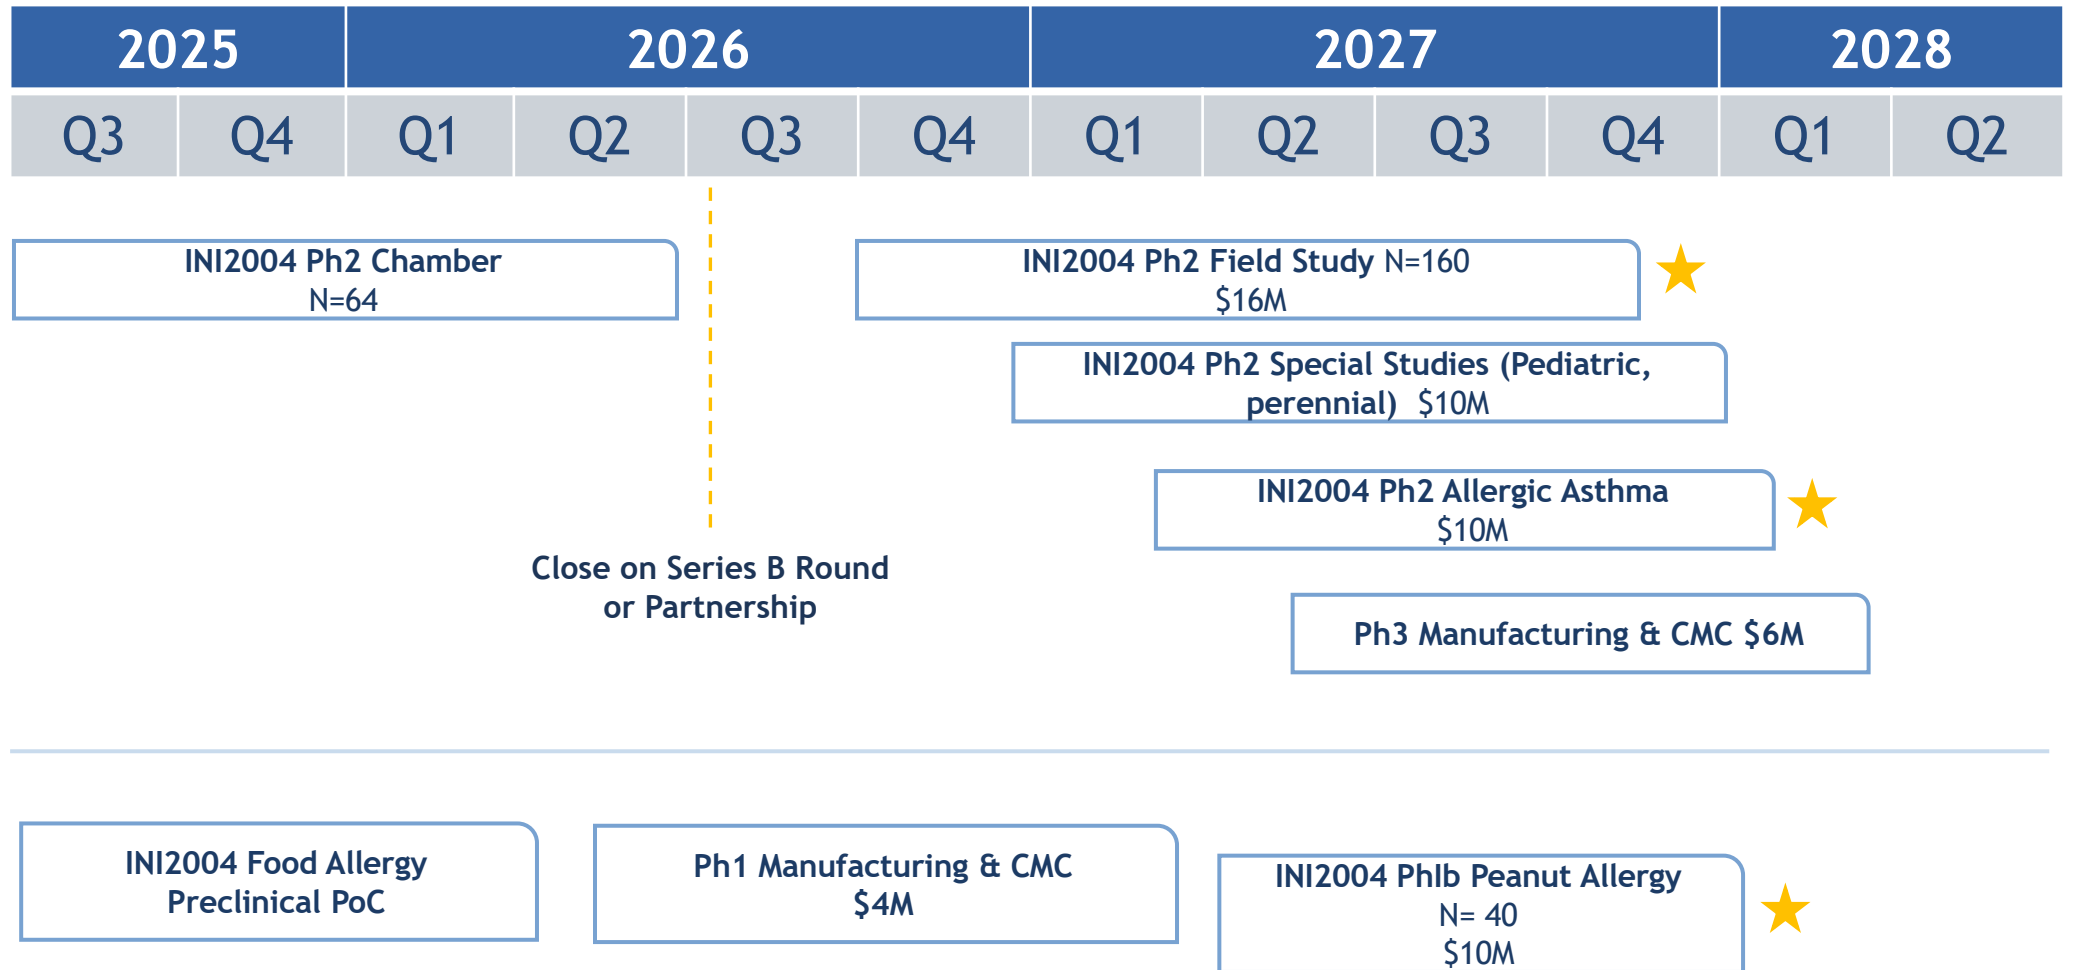 2025 2026 2027 2028
Q3 Q4 Q1 Q2 Q3 Q4 Q1 Q2 Q3 Q4 Q1 Q2
INI2004 Ph2 Chamber
N=64
INI2004 Ph2 Field Study N=160
$16M
INI2004 Ph2 Special Studies (Pediatric,
perennial) $10M
INI2004 Ph2 Allergic Asthma
$10M
Close on Series B Round
or Partnership
Ph3 Manufacturing & CMC $6M
INI2004 Food Allergy
Preclinical PoC
Ph1 Manufacturing & CMC
$4M
INI2004 PhIb Peanut Allergy
N= 40
$10M